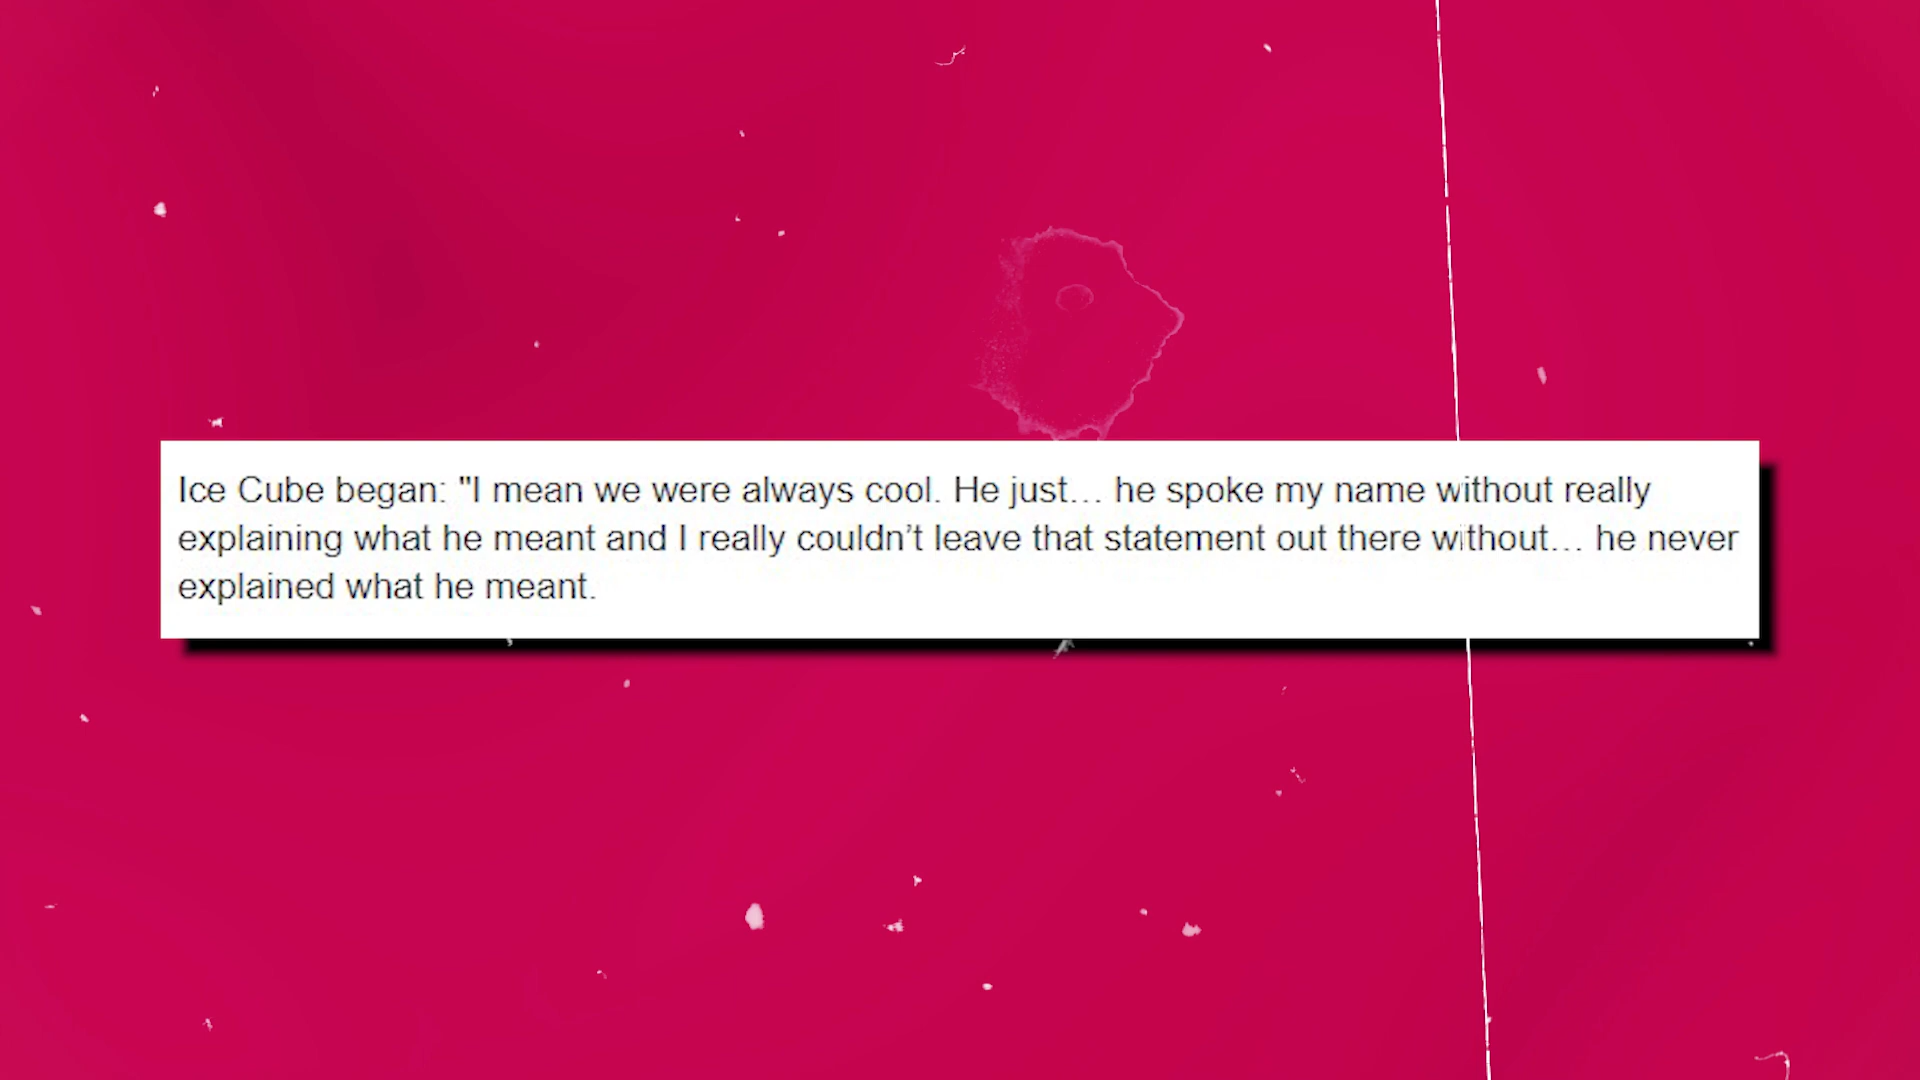 Ice Cube began: "I mean we were always cool. He just… he spoke my name without really
explaining what he meant and I really couldn’t leave that statement out there without… he never
explained what he meant.